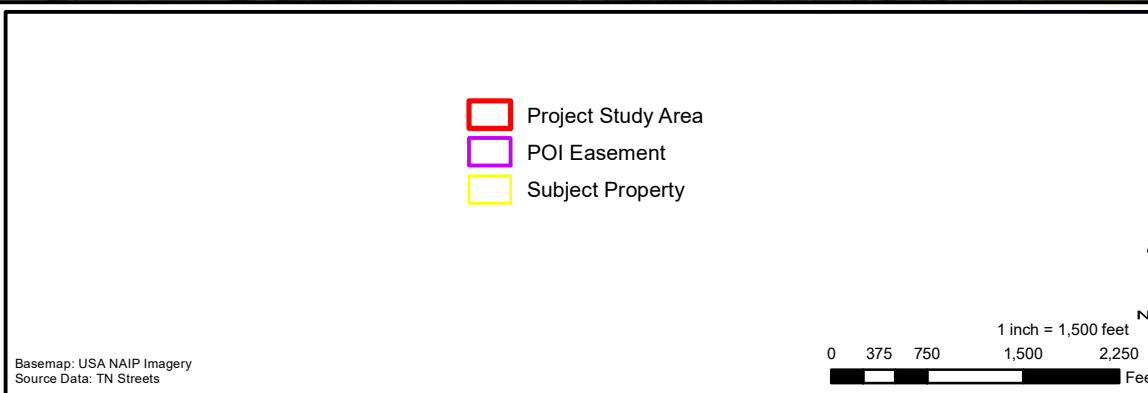 Project Study Area
POI Easement
Subject Property
1 inch = 1,500 feet
0 375 750 1,500 2,250
Basemap: USA NAIP Imagery
Source Data: TN Streets